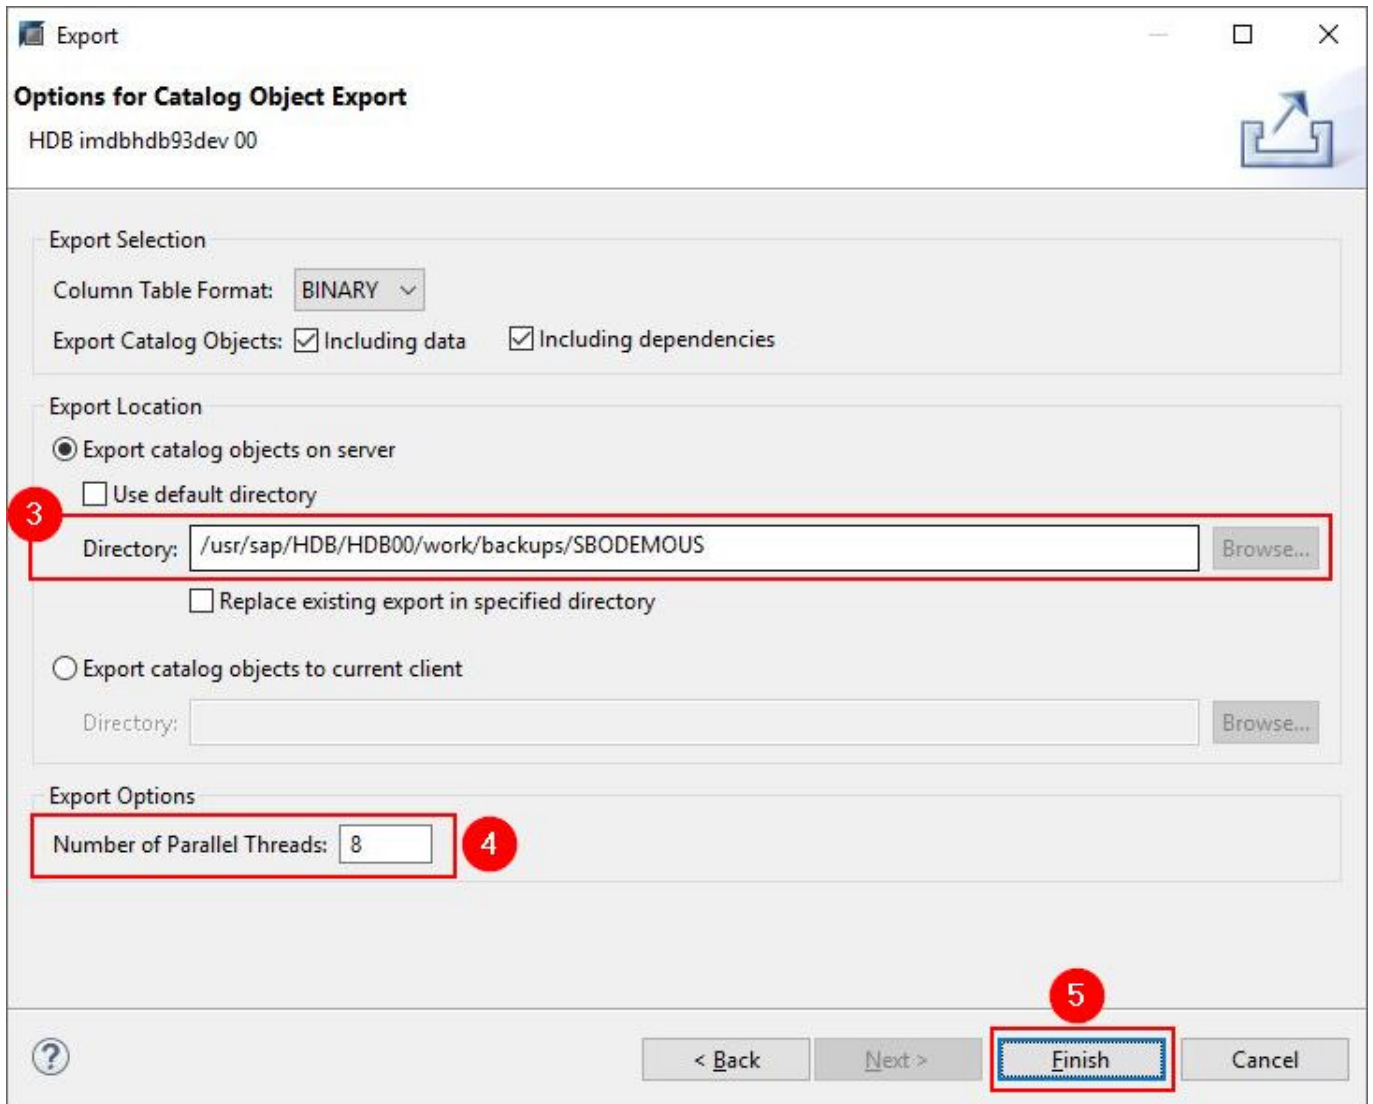 Export
Options for Catalog Object Export
HDB imdbhdb93dev 00
Export Selection
Column Table Format: BINARY
Export Catalog Objects: Including data Including dependencies
Export Location
Export catalog objects on server
Use default directory
3
Directory: /usr/sap/HDB/HDB00/work/backups/SBODEMOUS Browse...
Replace existing export in specified directory
Export catalog objects to current client
Directory: Browse...
Export Options
Number of Parallel Threads: 8 4
5
? < Back Next > Finish Cancel